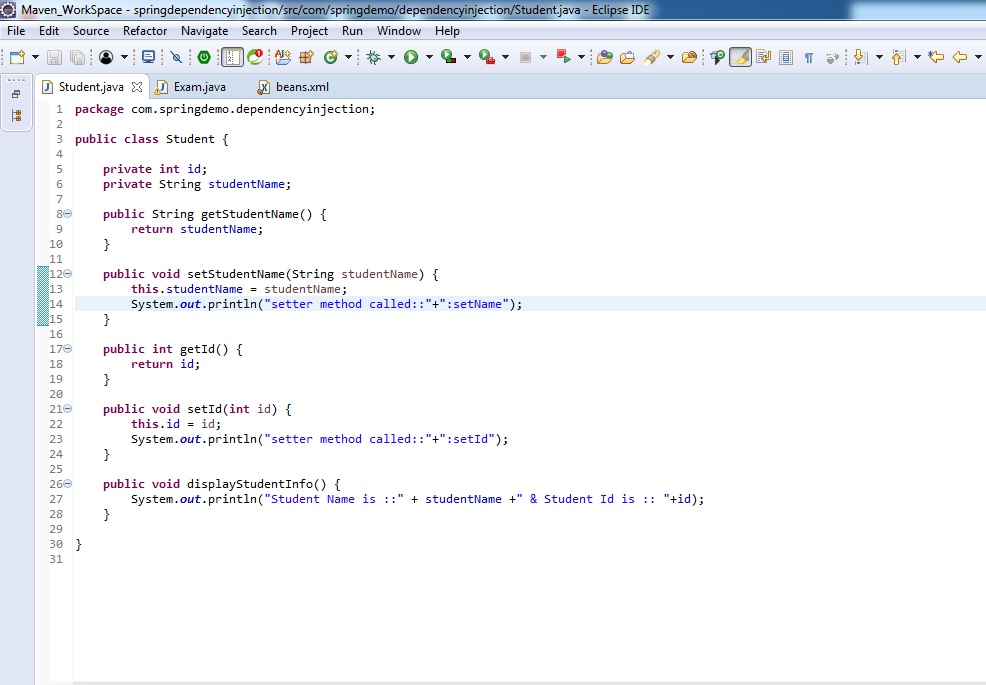 Maven_WorkSpace - springdependencyinjection/src/com/springdemo/dependencyinjection/Student.java - Eclipse IDE
File Edit Source Refactor Navigate Search Project Run Window Help
Student.java Exam.java beans.xml
1 package com.springdemo.dependencyinjection;
2
3 public class Student {
4
5 private int id;
6 private String studentName;
7
8 public String getStudentName() {
9 return studentName;
10 }
11
12 public void setStudentName(String studentName) {
13 this.studentName = studentName;
14 System.out.println("setter method called::"+":setName");
15 }
16
17 public int getId() {
18 return id;
19 }
20
21 public void setId(int id) {
22 this.id = id;
23 System.out.println("setter method called::"+":setId");
24 }
25
26 public void displayStudentInfo() {
27 System.out.println("Student Name is ::" + studentName +" & Student Id is :: "+id);
28 }
29
30 }
31